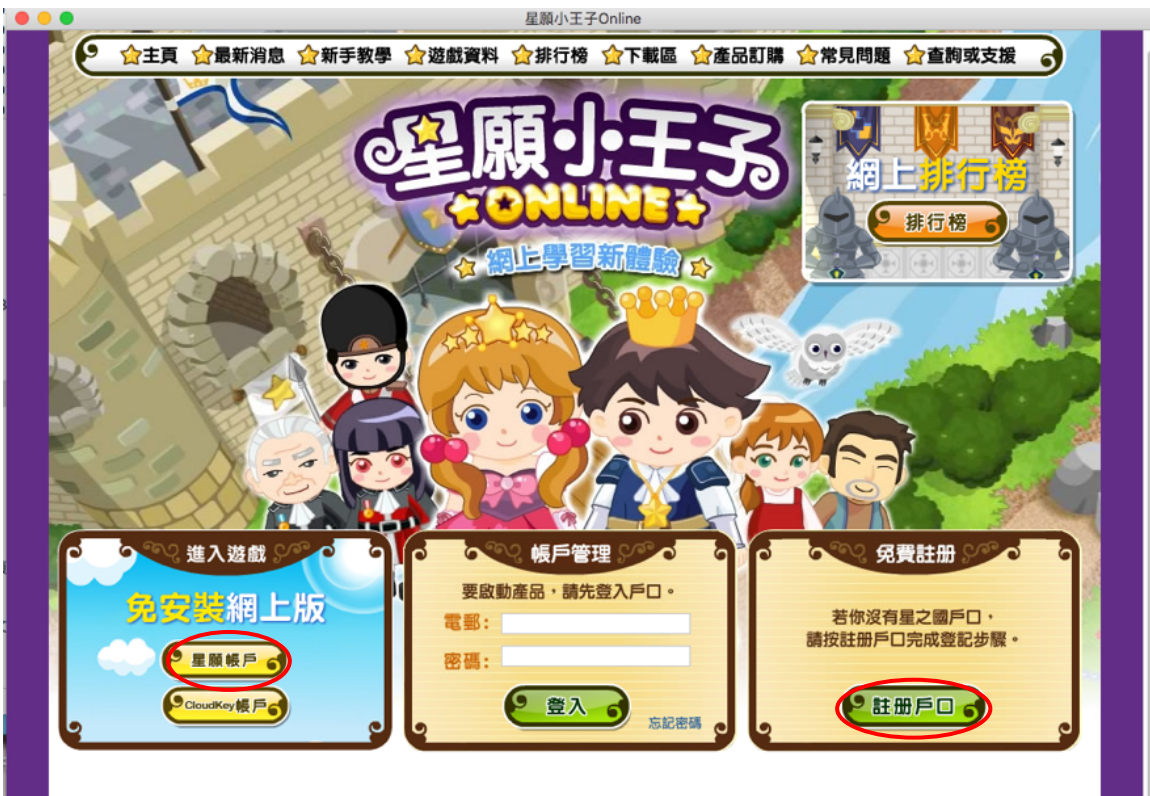 星願小王子Online
主頁 最新消息 新手教學 遊戲資料 排行榜 下載區 產品訂購 常見問題 查詢或支援
星願小王子
ONLINE
網上學習新體驗
網上排行榜
排行榜
進入遊戲
免安裝網上版
星願帳戶
CloudKey帳戶
帳戶管理
要啟動產品，請先登入戶口。
電郵：
密碼：
登入
忘記密碼
免費註册
若你沒有星之國戶口，
請按註册戶口完成登記步驟。
註册戶口